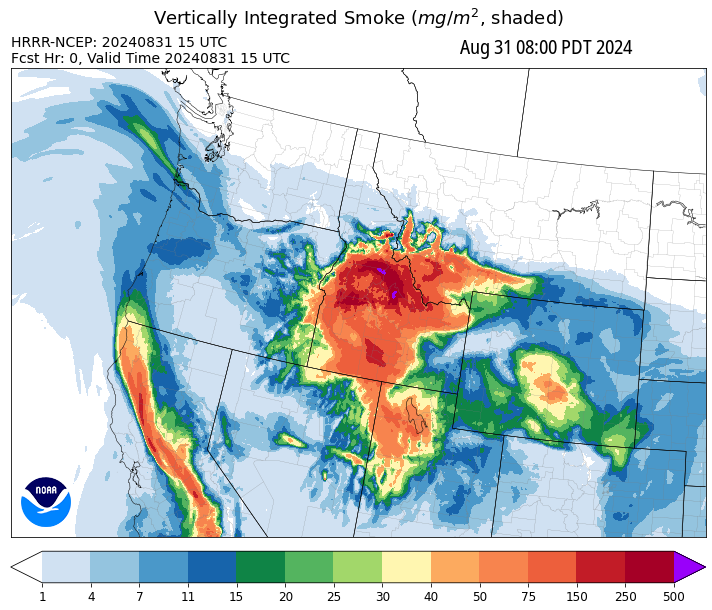 Vertically Integrated Smoke (mg/m², shaded)
HRRR-NCEP: 20240831 15 UTC
Fcst Hr: 0, Valid Time 20240831 15 UTC
Aug 31 08:00 PDT 2024
NOAA
1 4 7 11 15 20 25 30 40 50 75 150 250 500